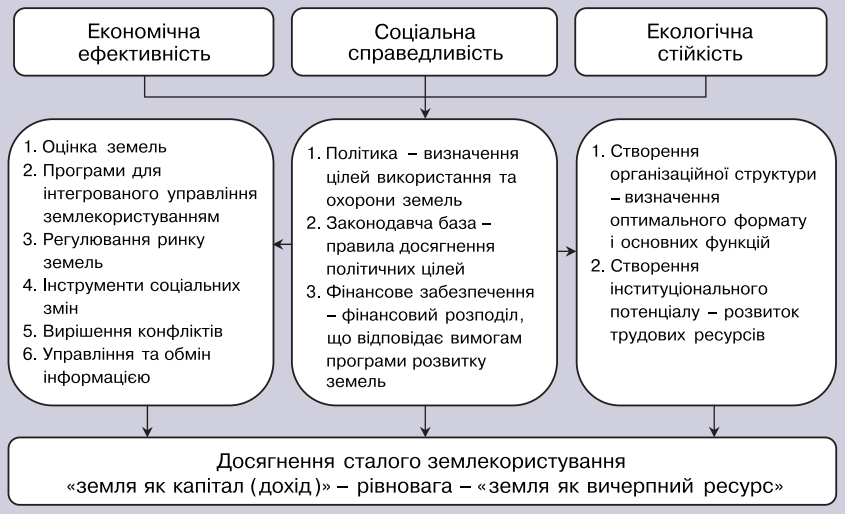 Економічна
ефективність
Соціальна
справедливість
Екологічна
стійкість
1. Оцінка земель
2. Програми для
інтегрованого управління
землекористуванням
3. Регулювання ринку
земель
4. Інструменти соціальних
змін
5. Вирішення конфліктів
6. Управління та обмін
інформацією
1. Політика – визначення
цілей використання та
охорони земель
2. Законодавча база –
правила досягнення
політичних цілей
3. Фінансове забезпечення
– фінансовий розподіл,
що відповідає вимогам
програми розвитку
земель
1. Створення
організаційної структури
– визначення
оптимального формату
і основних функцій
2. Створення
інституціонального
потенціалу – розвиток
трудових ресурсів
Досягнення сталого землекористування
«земля як капітал (дохід)» – рівновага – «земля як вичерпний ресурс»